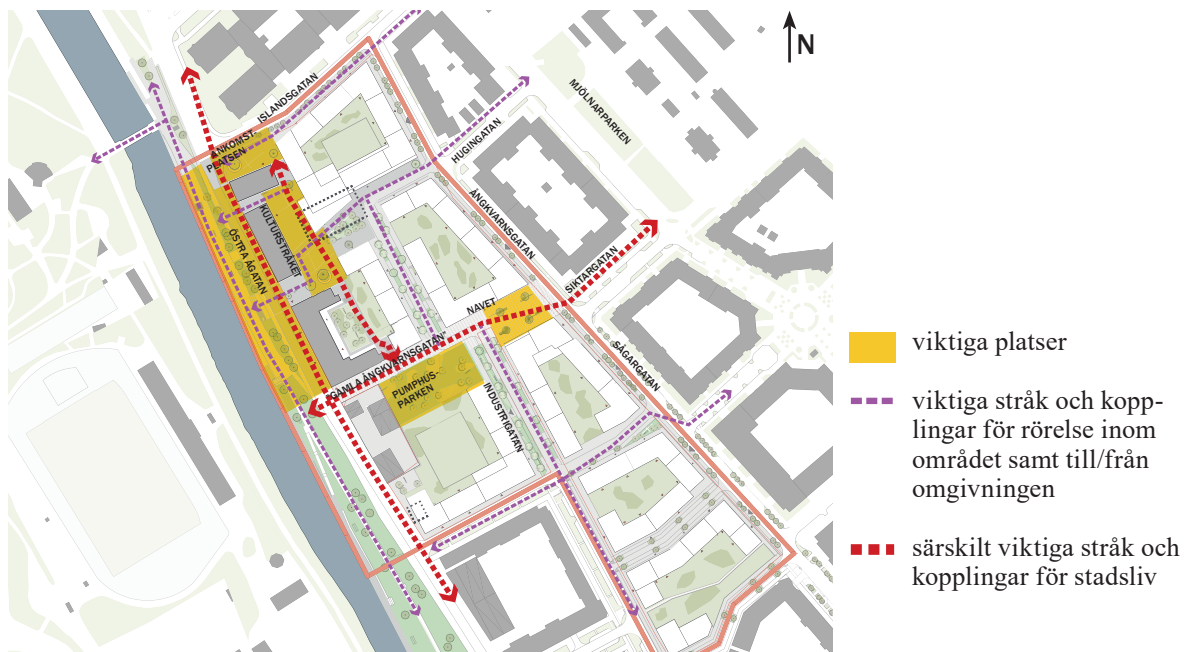 N
ISLANDSGATAN
MJÖLNARPARKEN
ANKOMST-
PLATSEN
HUGINGATAN
KULTURSTRÅKET
ÖSTRA ÅGATAN
ÅNGKVARNSGATAN
SIKTARGATAN
NAVET
SÅGARGATAN
"GAMLA ÅNGKVARNSGATAN"
PUMPHUS-
PARKEN
INDUSTRIGATAN
viktiga platser
viktiga stråk och kopp-
lingar för rörelse inom
området samt till/från
omgivningen
särskilt viktiga stråk och
kopplingar för stadsliv